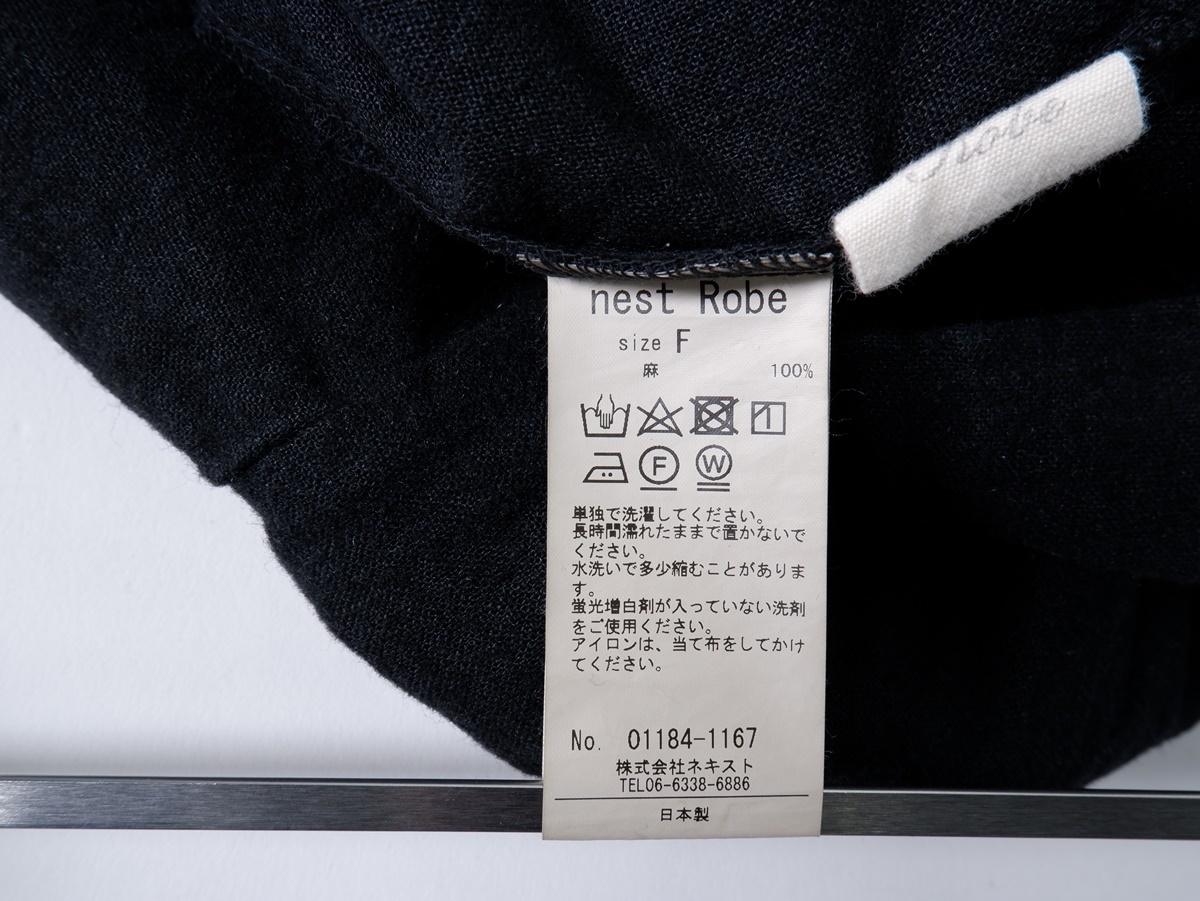 nest Robe
size F
麻 100%
F W
単独で洗濯してください。
長時間濡れたままで置かないで
ください。
水洗いで多少縮むことがありま
す。
蛍光増白剤が入っていない洗剤
をご使用ください。
アイロンは、当て布をしてかけ
てください。
No. 01184-1167
株式会社ネキスト
TEL06-6338-6886
日本製